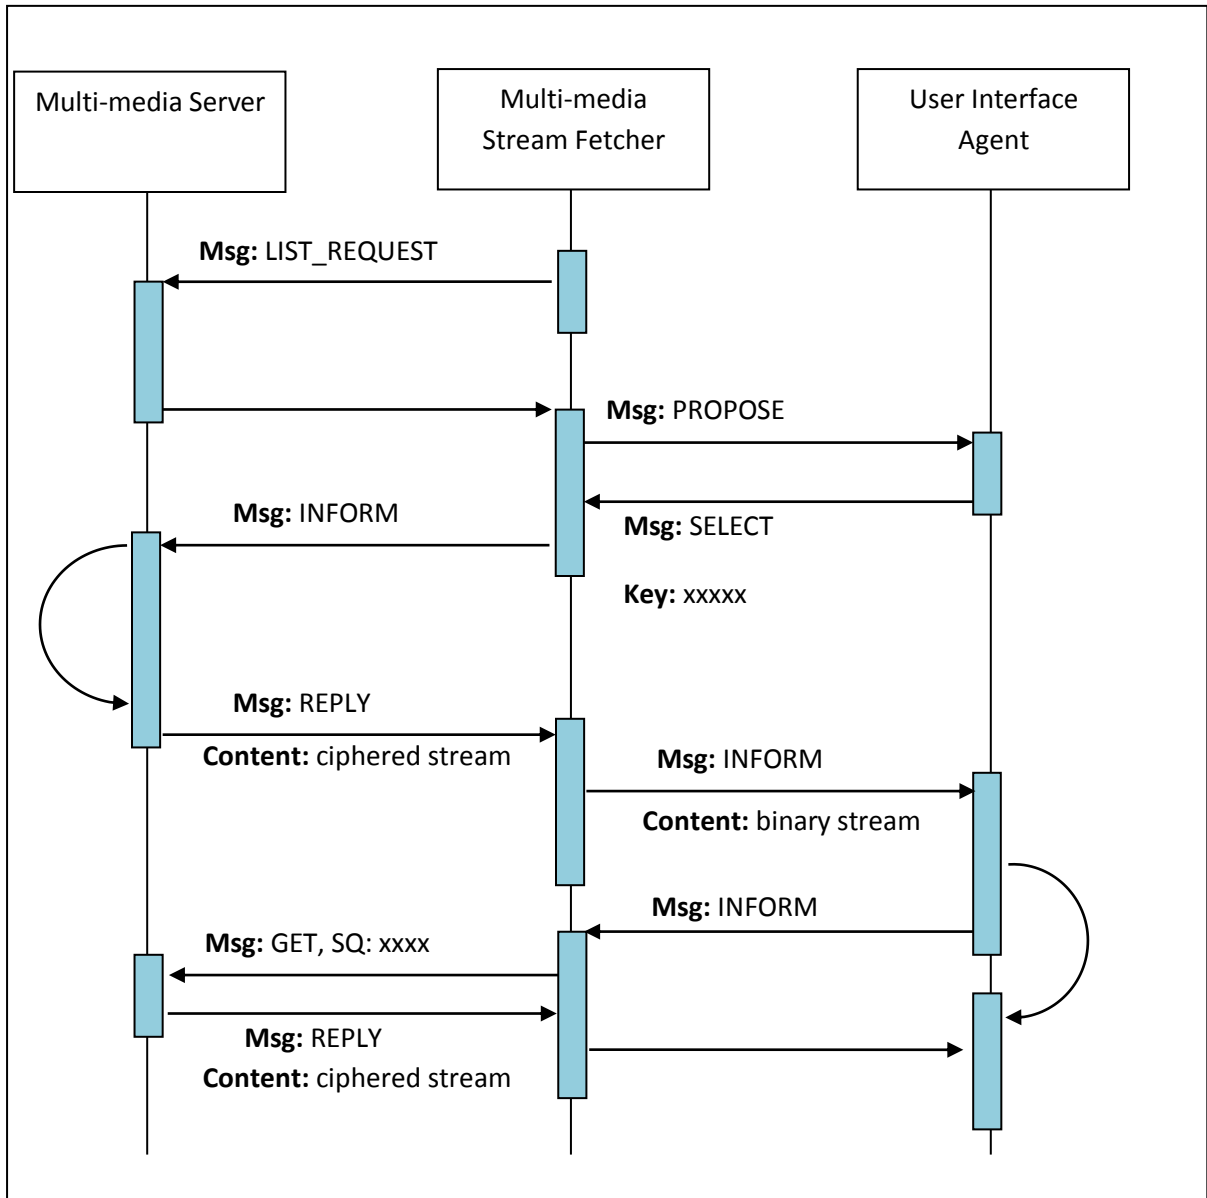 Multi-media Server
Multi-media
Stream Fetcher
User Interface
Agent
Msg: LIST_REQUEST
Msg: PROPOSE
Msg: INFORM
Msg: SELECT
Key: xxxxx
Msg: REPLY
Content: ciphered stream
Msg: INFORM
Content: binary stream
Msg: INFORM
Msg: GET, SQ: xxxx
Msg: REPLY
Content: ciphered stream